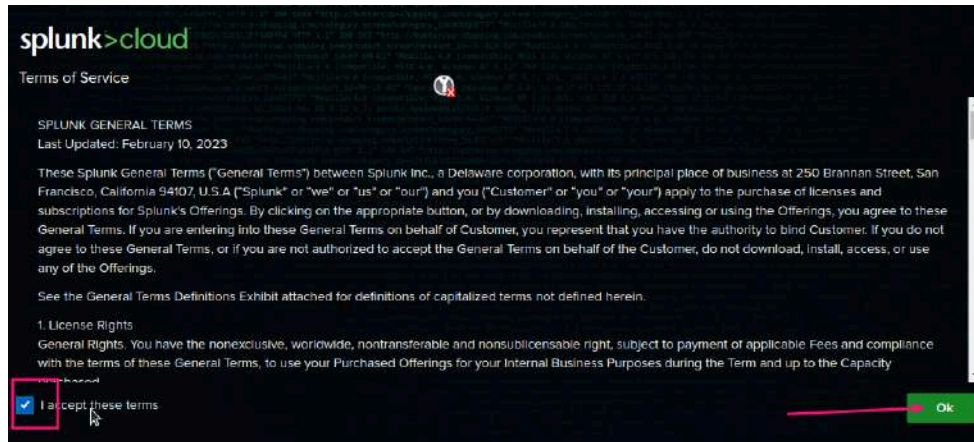 splunk>cloud
Terms of Service
SPLUNK GENERAL TERMS
Last Updated: February 10, 2023
These Splunk General Terms ("General Terms") between Splunk Inc., a Delaware corporation, with its principal place of business at 250 Brannan Street, San
Francisco, California 94107, U.S.A ("Splunk" or "we" or "us" or "our") and you ("Customer" or "you" or "your") apply to the purchase of licenses and
subscriptions for Splunk's Offerings. By clicking on the appropriate button, or by downloading, installing, accessing or using the Offerings, you agree to these
General Terms. If you are entering into these General Terms on behalf of Customer, you represent that you have the authority to bind Customer. If you do not
agree to these General Terms, or if you are not authorized to accept the General Terms on behalf of the Customer, do not download, install, access, or use
any of the Offerings.
See the General Terms Definitions Exhibit attached for definitions of capitalized terms not defined herein.
1. License Rights
General Rights. You have the nonexclusive, worldwide, nontransferable and nonsublicensable right, subject to payment of applicable Fees and compliance
with the terms of these General Terms, to use your Purchased Offerings for your Internal Business Purposes during the Term and up to the Capacity
I accept these terms
Ok